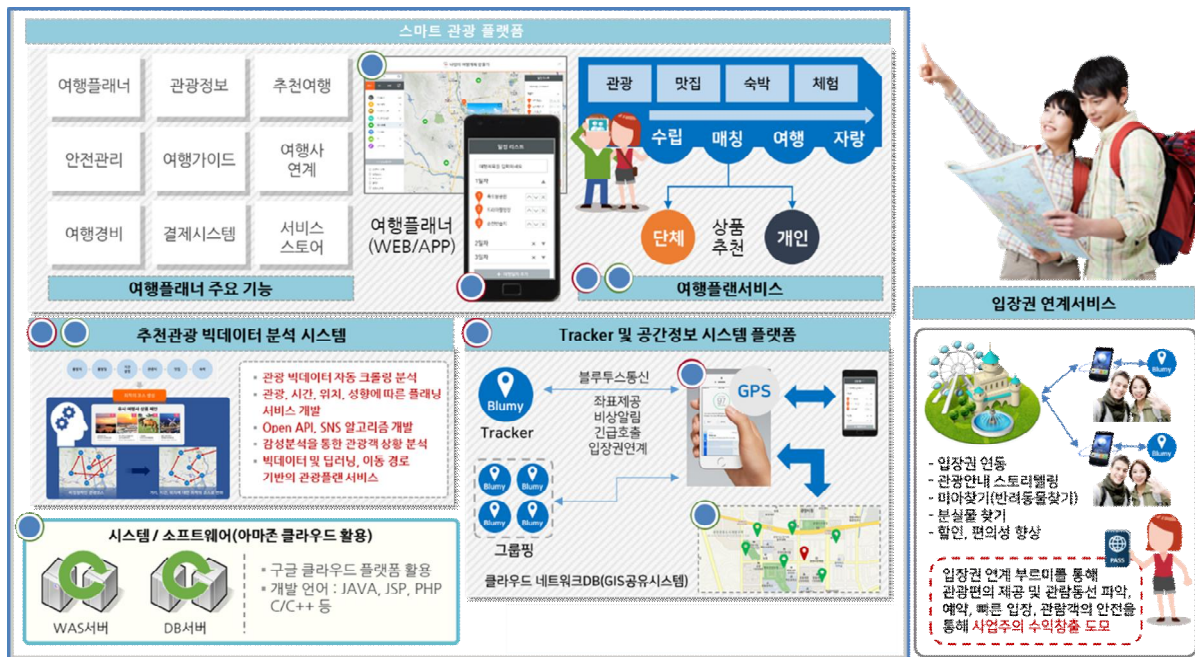 스마트 관광 플랫폼
여행플래너
관광정보
추천여행
안전관리
여행가이드
여행사
연계
여행경비
결제시스템
서비스
스토어
여행플래너 주요 기능
여행플래너
(WEB/APP)
일정 리스트
1일차
2일차
3일차
관광
맛집
숙박
체험
수립
매칭
여행
자랑
단체
상품
추천
개인
여행플랜서비스
추천관광 빅데이터 분석 시스템
관광 빅데이터 자동 크롤링 분석
관광, 시간, 위치, 성향에 따른 플래닝
서비스 개발
Open API, SNS 알고리즘 개발
감성분석을 통한 관광객 상황 분석
빅데이터 및 딥러닝, 이동 경로
기반의 관광플랜 서비스
시스템 / 소프트웨어(아마존 클라우드 활용)
WAS서버
DB서버
구글 클라우드 플랫폼 활용
개발 언어 : JAVA, JSP, PHP
C/C++ 등
Tracker 및 공간정보 시스템 플랫폼
Blumy
Tracker
블루투스통신
좌표제공
비상알림
긴급호출
입장권연계
GPS
Blumy
Blumy
Blumy
Blumy
그룹핑
클라우드 네트워크DB(GIS공유시스템)
입장권 연계서비스
Blumy
Blumy
- 입장권 연동
- 관광안내 스토리텔링
- 미아찾기(반려동물찾기)
- 분실물 찾기
- 할인, 편의성 향상
PASS
입장권 연계 부르미를 통해
관광편의 제공 및 관람동선 파악,
예약, 빠른 입장, 관람객의 안전을
통해 사업주의 수익창출 도모